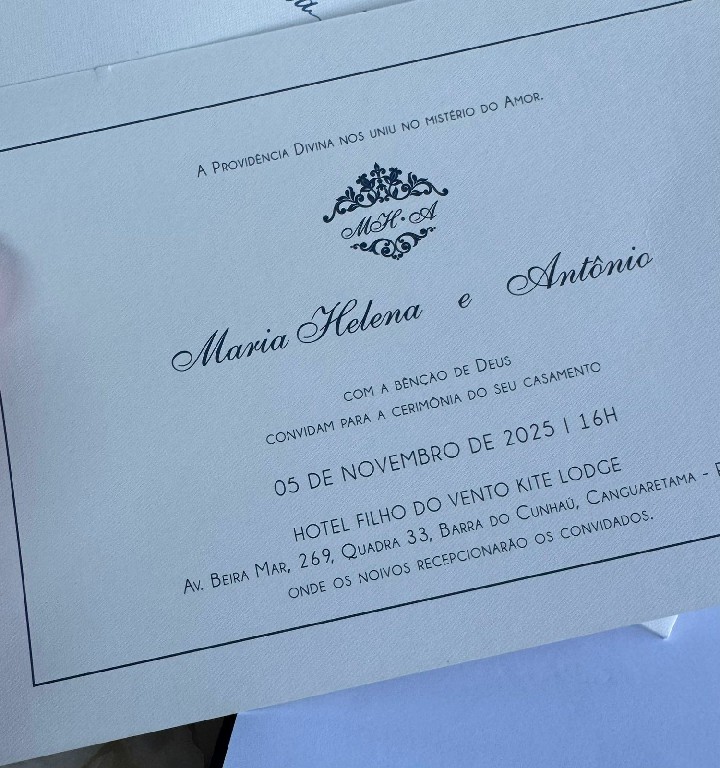 A Providência Divina nos uniu no mistério do Amor.
MH·A
Maria Helena e Antônio
com a bênção de Deus
convidam para a cerimônia do seu casamento
05 DE NOVEMBRO DE 2025 | 16H
HOTEL FILHO DO VENTO KITE LODGE
Av. Beira Mar, 269, Quadra 33, Barra do Cunhaú, Canguaretama -
onde os noivos recepcionarão os convidados.